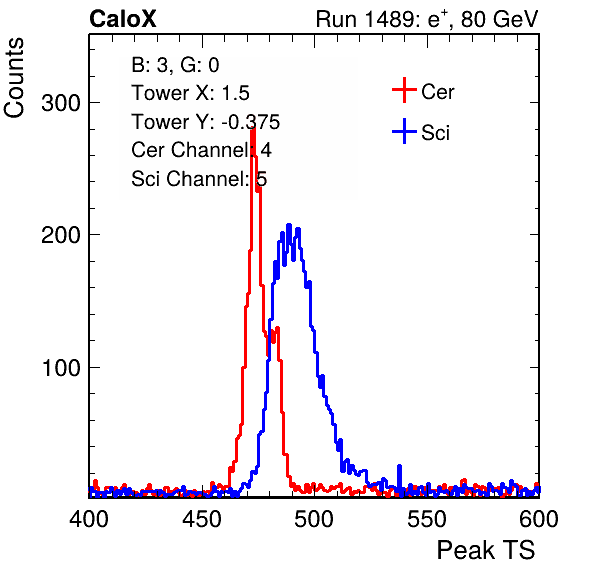 CaloX
Run 1489: e+, 80 GeV
Counts
B: 3, G: 0
Tower X: 1.5
Tower Y: -0.375
Cer Channel: 4
Sci Channel: 5
Cer
Sci
300
200
100
400 450 500 550 600
Peak TS